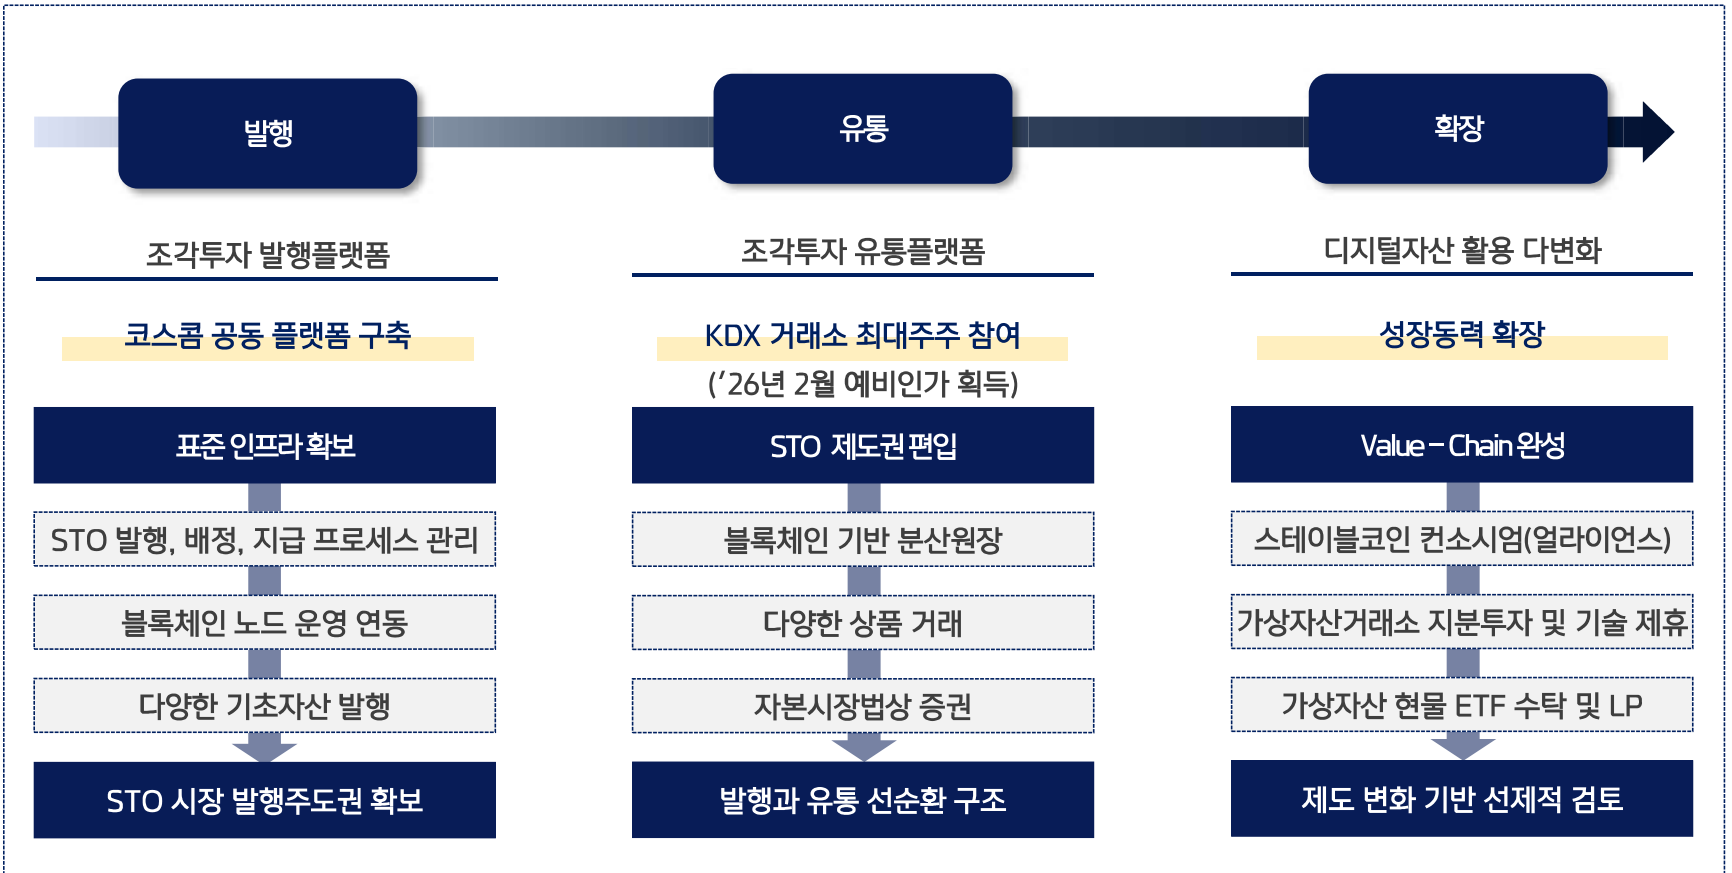 발행
조각투자 발행플랫폼
코스콤 공동 플랫폼 구축
표준 인프라 확보
STO 발행, 배정, 지급 프로세스 관리
블록체인 노드 운영 연동
다양한 기초자산 발행
STO 시장 발행주도권 확보
유통
조각투자 유통플랫폼
KDX 거래소 최대주주 참여
(’26년 2월 예비인가 획득)
STO 제도권 편입
블록체인 기반 분산원장
다양한 상품 거래
자본시장법상 증권
발행과 유통 선순환 구조
확장
디지털자산 활용 다변화
성장동력 확장
Value – Chain 완성
스테이블코인 컨소시엄(얼라이언스)
가상자산거래소 지분투자 및 기술 제휴
가상자산 현물 ETF 수탁 및 LP
제도 변화 기반 선제적 검토